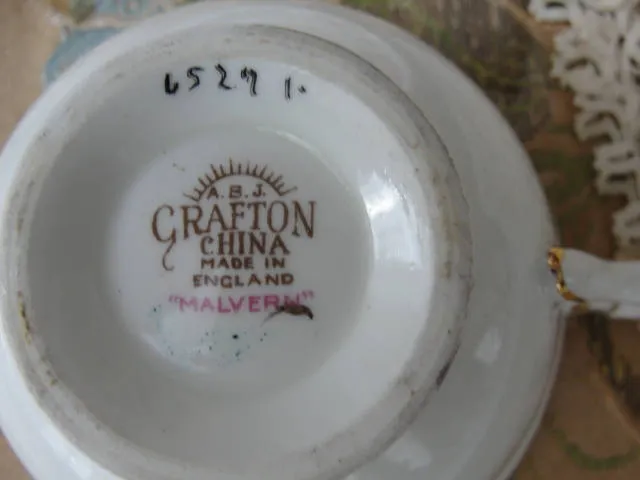 6527 1.
A.B.J.
GRAFTON
CHINA
MADE IN
ENGLAND
"MALVERN"